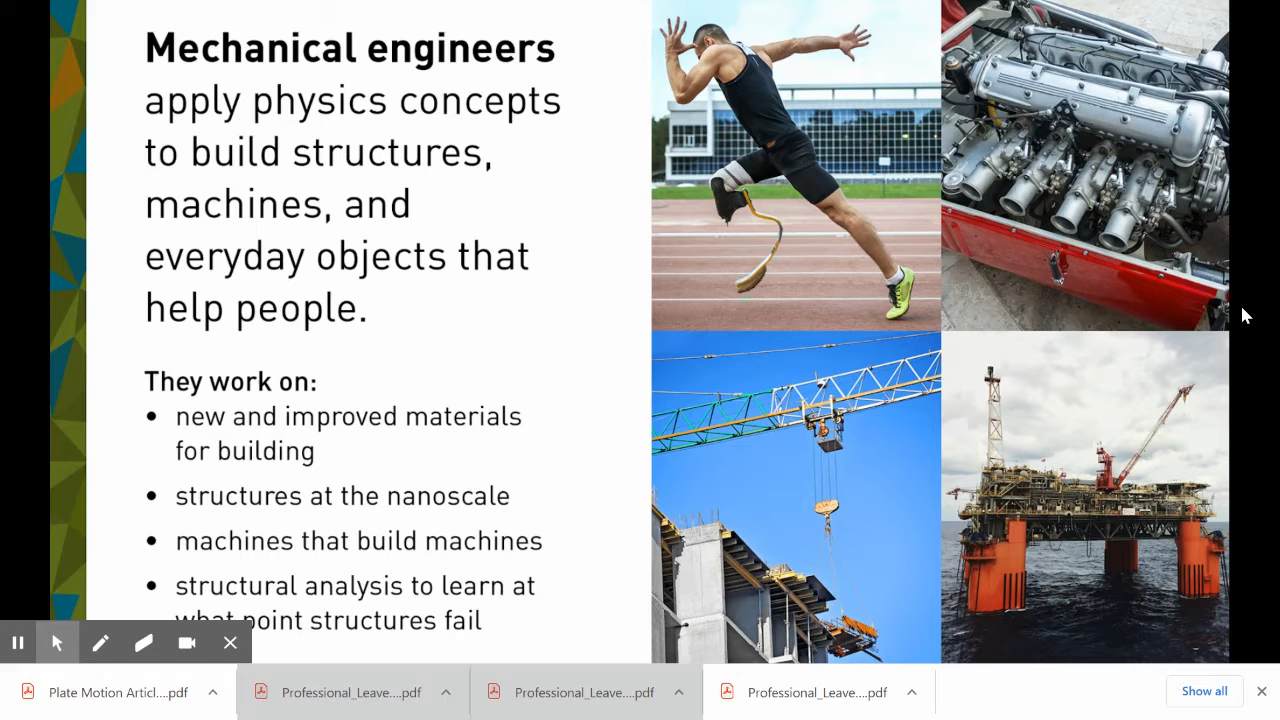 Mechanical engineers
apply physics concepts
to build structures,
machines, and
everyday objects that
help people.
They work on:
• new and improved materials
for building
• structures at the nanoscale
• machines that build machines
• structural analysis to learn at
what point structures fail
Plate Motion Articl....pdf
Professional_Leave....pdf
Professional_Leave....pdf
Professional_Leave....pdf
Show all